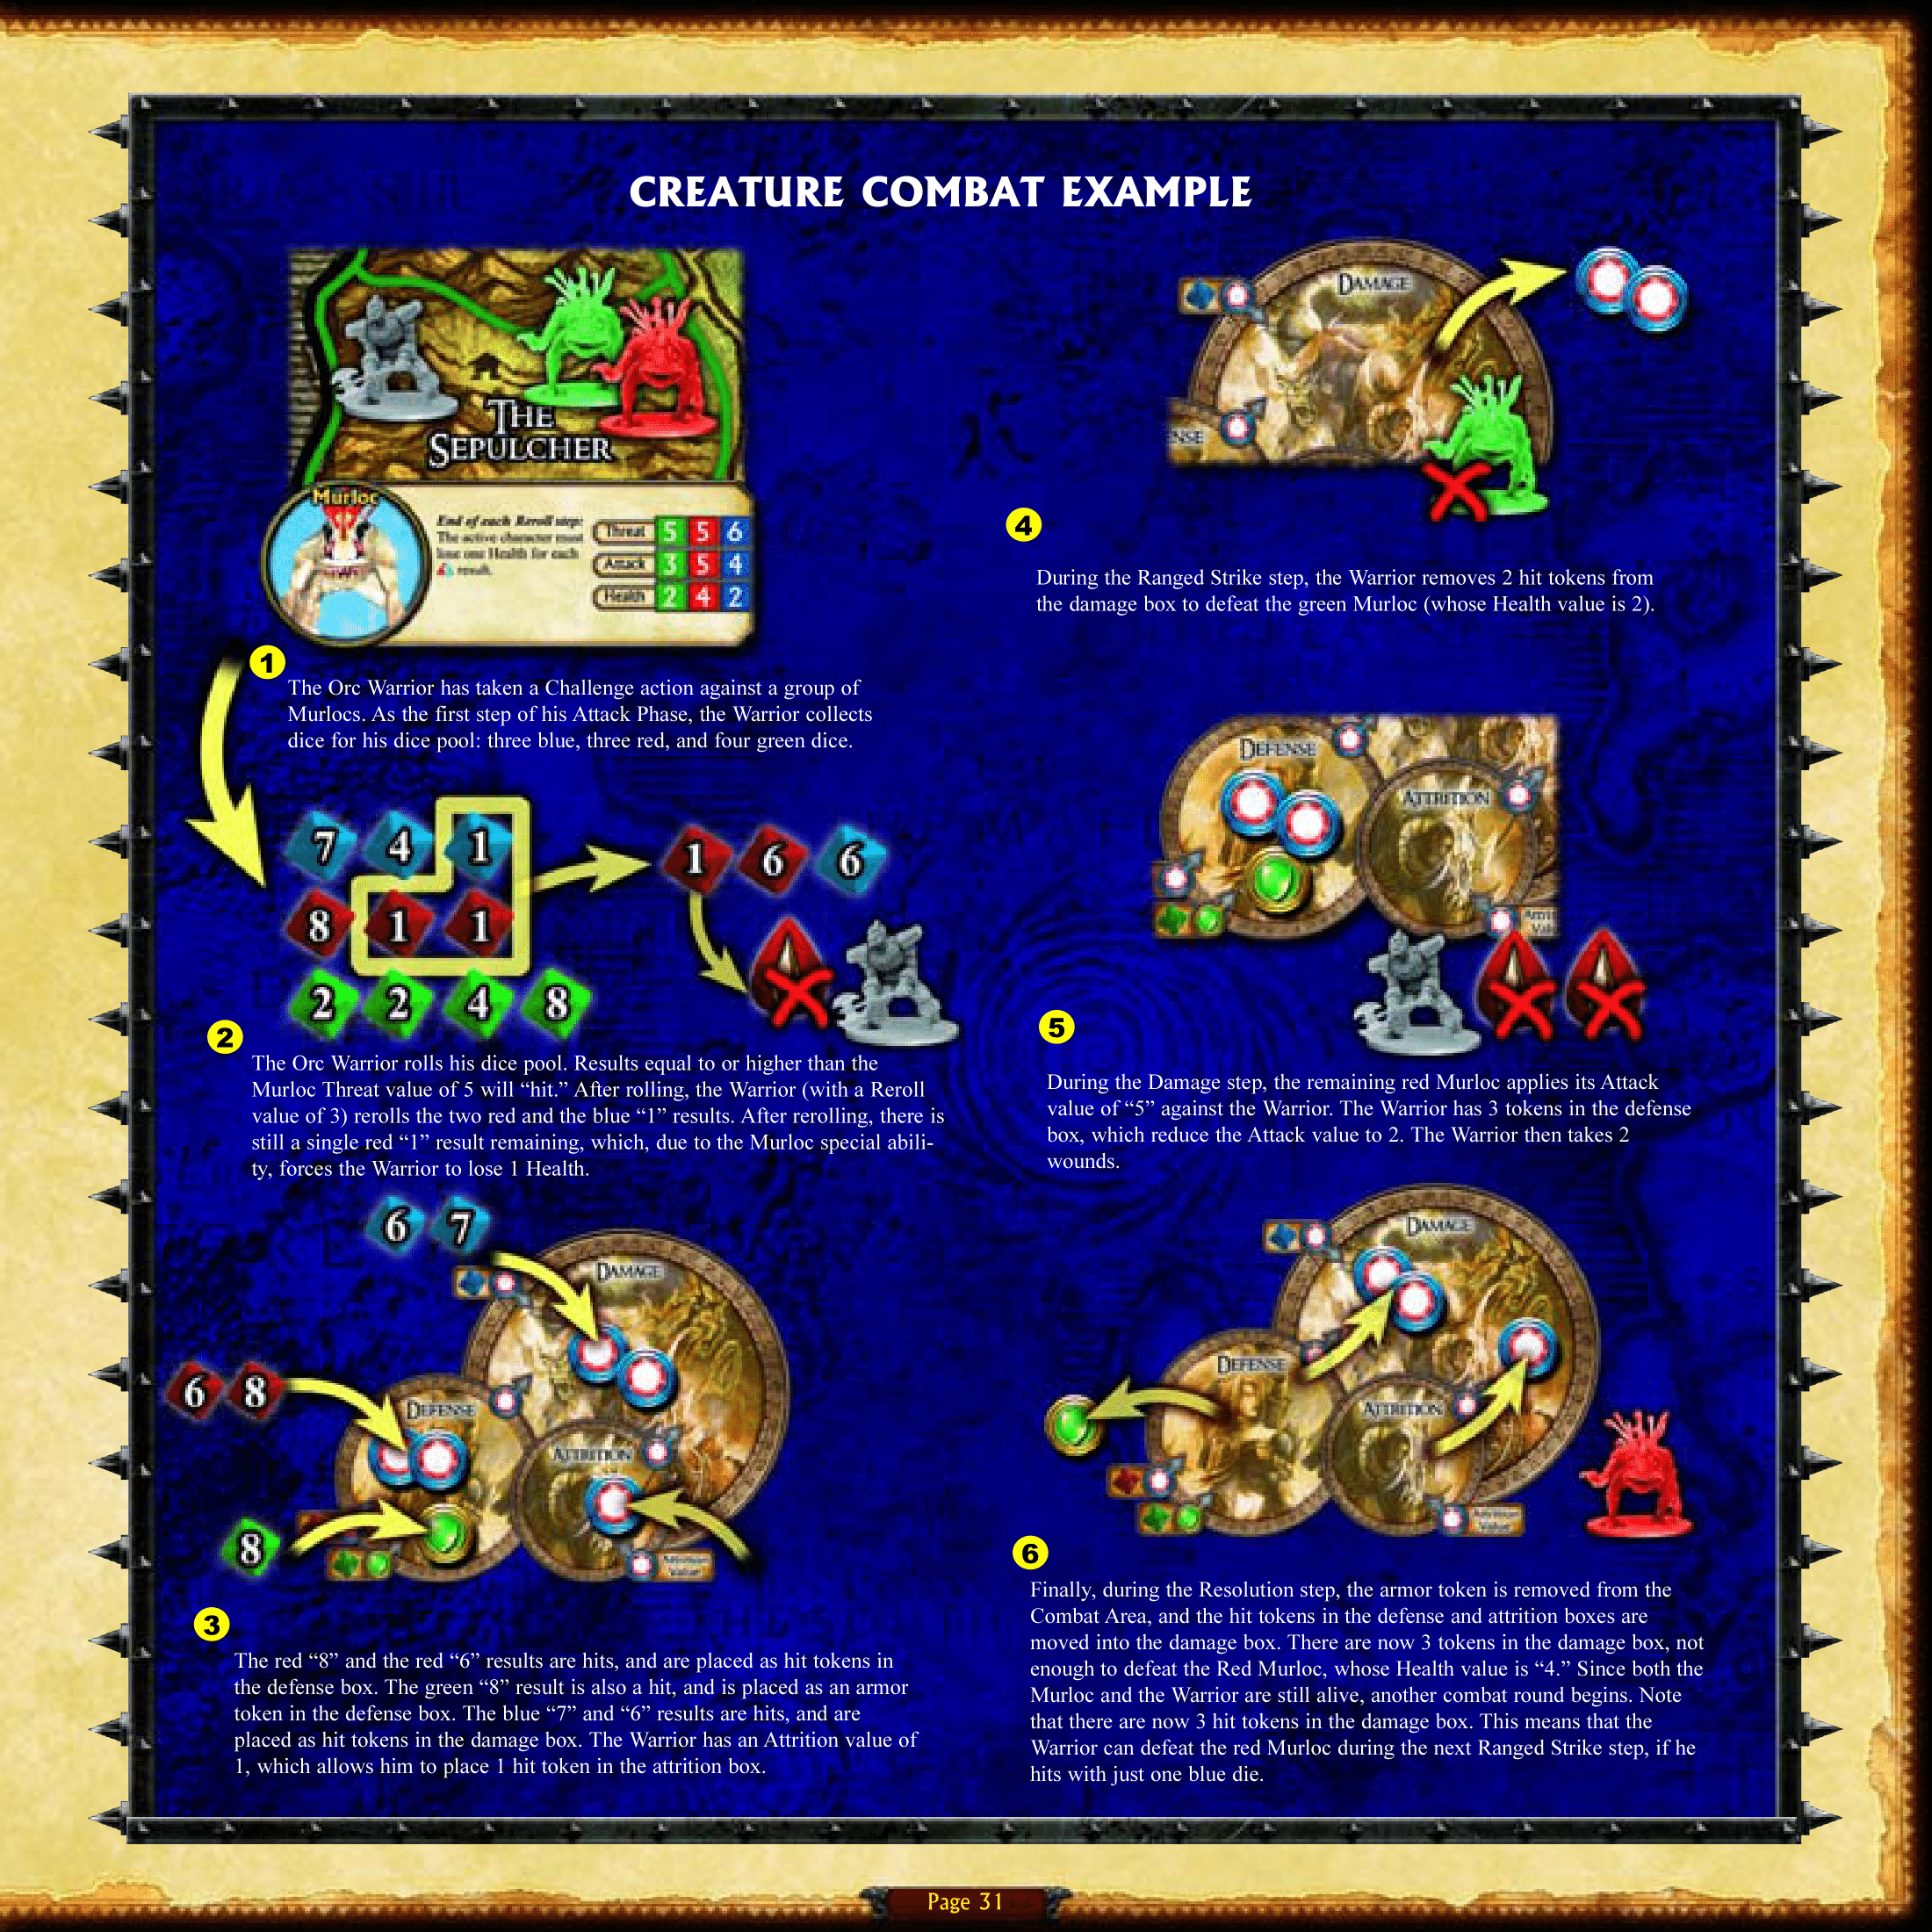 CREATURE COMBAT EXAMPLE
THE
SEPULCHER
Murloc
End of each Reroll step:
The active character must
lose one Health for each
result.
Threat 5 5 6
Attack 3 5 4
Health 2 4 2
1
The Orc Warrior has taken a Challenge action against a group of
Murlocs. As the first step of his Attack Phase, the Warrior collects
dice for his dice pool: three blue, three red, and four green dice.
7 4 1
8 1 1
2 2 4 8
1 6 6
2
The Orc Warrior rolls his dice pool. Results equal to or higher than the
Murloc Threat value of 5 will “hit.” After rolling, the Warrior (with a Reroll
value of 3) rerolls the two red and the blue “1” results. After rerolling, there is
still a single red “1” result remaining, which, due to the Murloc special abili-
ty, forces the Warrior to lose 1 Health.
6 7
DAMAGE
6 8
DEFENSE
ATTRITION
8
Attrition
Value
3
The red “8” and the red “6” results are hits, and are placed as hit tokens in
the defense box. The green “8” result is also a hit, and is placed as an armor
token in the defense box. The blue “7” and “6” results are hits, and are
placed as hit tokens in the damage box. The Warrior has an Attrition value of
1, which allows him to place 1 hit token in the attrition box.
DAMAGE
NSE
4
During the Ranged Strike step, the Warrior removes 2 hit tokens from
the damage box to defeat the green Murloc (whose Health value is 2).
DEFENSE
ATTRITION
5
During the Damage step, the remaining red Murloc applies its Attack
value of “5” against the Warrior. The Warrior has 3 tokens in the defense
box, which reduce the Attack value to 2. The Warrior then takes 2
wounds.
DAMAGE
DEFENSE
ATTRITION
Attrition
Value
6
Finally, during the Resolution step, the armor token is removed from the
Combat Area, and the hit tokens in the defense and attrition boxes are
moved into the damage box. There are now 3 tokens in the damage box, not
enough to defeat the Red Murloc, whose Health value is “4.” Since both the
Murloc and the Warrior are still alive, another combat round begins. Note
that there are now 3 hit tokens in the damage box. This means that the
Warrior can defeat the red Murloc during the next Ranged Strike step, if he
hits with just one blue die.
Page 31